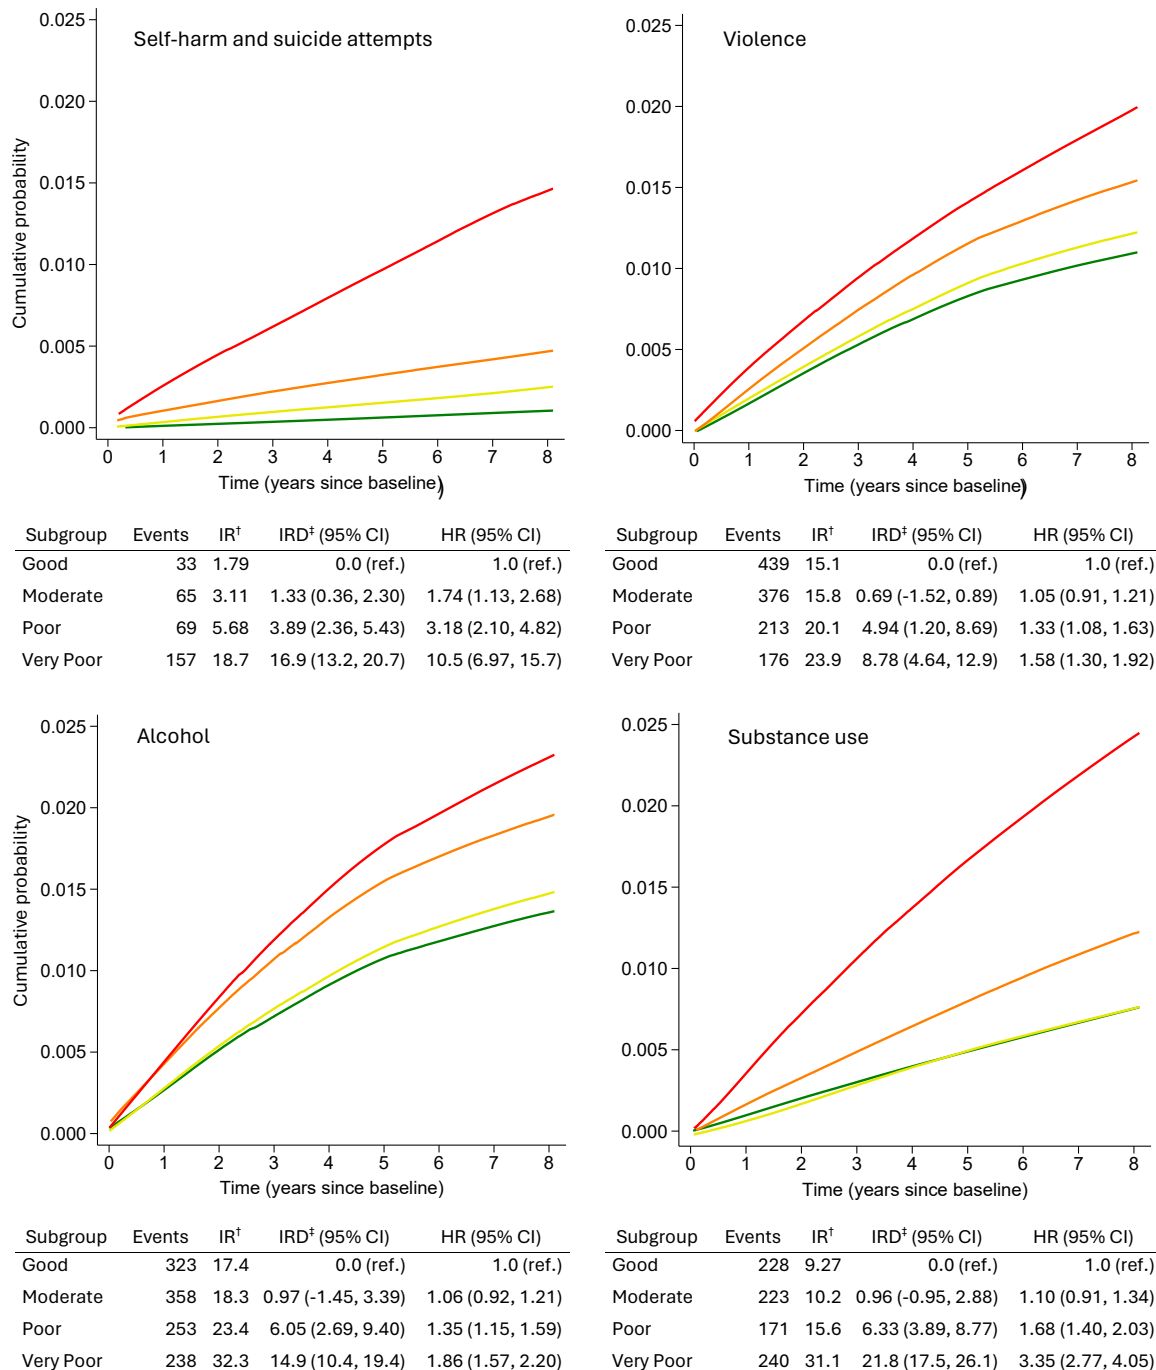 Self-harm and suicide attempts
Cumulative probability
0.025
0.020
0.015
0.010
0.005
0.000
0 1 2 3 4 5 6 7 8
Time (years since baseline)
Subgroup Events IR† IRD‡ (95% CI) HR (95% CI)
Good 33 1.79 0.0 (ref.) 1.0 (ref.)
Moderate 65 3.11 1.33 (0.36, 2.30) 1.74 (1.13, 2.68)
Poor 69 5.68 3.89 (2.36, 5.43) 3.18 (2.10, 4.82)
Very Poor 157 18.7 16.9 (13.2, 20.7) 10.5 (6.97, 15.7)
Violence
0.025
0.020
0.015
0.010
0.005
0.000
0 1 2 3 4 5 6 7 8
Time (years since baseline)
Subgroup Events IR† IRD‡ (95% CI) HR (95% CI)
Good 439 15.1 0.0 (ref.) 1.0 (ref.)
Moderate 376 15.8 0.69 (-1.52, 0.89) 1.05 (0.91, 1.21)
Poor 213 20.1 4.94 (1.20, 8.69) 1.33 (1.08, 1.63)
Very Poor 176 23.9 8.78 (4.64, 12.9) 1.58 (1.30, 1.92)
Alcohol
Cumulative probability
0.025
0.020
0.015
0.010
0.005
0.000
0 1 2 3 4 5 6 7 8
Time (years since baseline)
Subgroup Events IR† IRD‡ (95% CI) HR (95% CI)
Good 323 17.4 0.0 (ref.) 1.0 (ref.)
Moderate 358 18.3 0.97 (-1.45, 3.39) 1.06 (0.92, 1.21)
Poor 253 23.4 6.05 (2.69, 9.40) 1.35 (1.15, 1.59)
Very Poor 238 32.3 14.9 (10.4, 19.4) 1.86 (1.57, 2.20)
Substance use
0.025
0.020
0.015
0.010
0.005
0.000
0 1 2 3 4 5 6 7 8
Time (years since baseline)
Subgroup Events IR† IRD‡ (95% CI) HR (95% CI)
Good 228 9.27 0.0 (ref.) 1.0 (ref.)
Moderate 223 10.2 0.96 (-0.95, 2.88) 1.10 (0.91, 1.34)
Poor 171 15.6 6.33 (3.89, 8.77) 1.68 (1.40, 2.03)
Very Poor 240 31.1 21.8 (17.5, 26.1) 3.35 (2.77, 4.05)